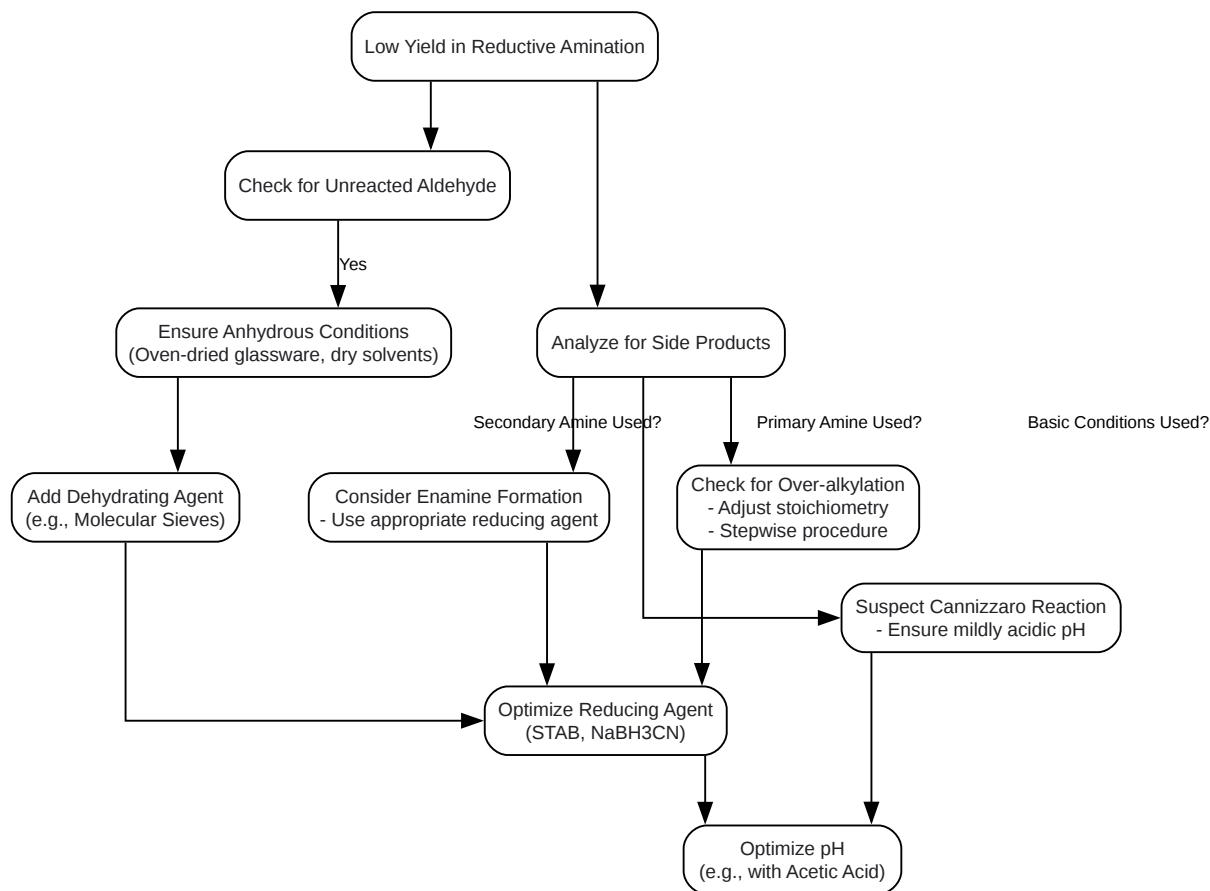 Low Yield in Reductive Amination
Check for Unreacted Aldehyde
Yes
Ensure Anhydrous Conditions
(Oven-dried glassware, dry solvents)
Analyze for Side Products
Secondary Amine Used?
Primary Amine Used?
Basic Conditions Used?
Add Dehydrating Agent
(e.g., Molecular Sieves)
Consider Enamine Formation
- Use appropriate reducing agent
Check for Over-alkylation
- Adjust stoichiometry
- Stepwise procedure
Suspect Cannizzaro Reaction
- Ensure mildly acidic pH
Optimize Reducing Agent
(STAB, NaBH3CN)
Optimize pH
(e.g., with Acetic Acid)